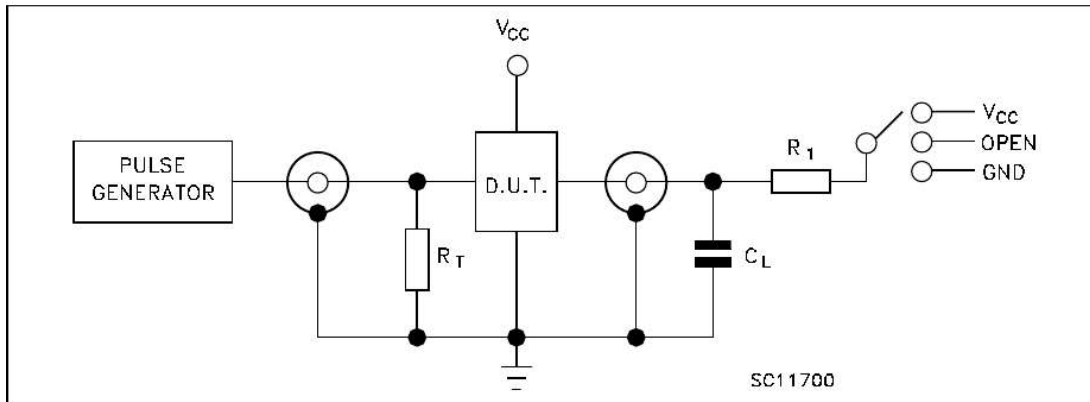 VCC
PULSE
GENERATOR
D.U.T.
RT
CL
R1
VCC
OPEN
GND
SC11700